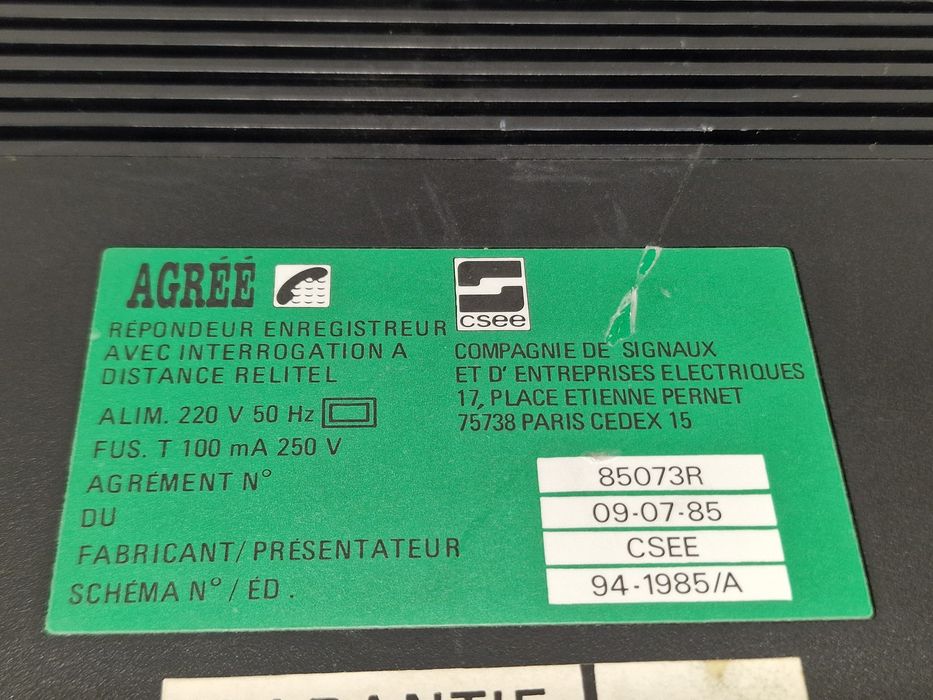 AGRÉÉ
RÉPONDEUR ENREGISTREUR
AVEC INTERROGATION A
DISTANCE RELITEL
ALIM. 220 V 50 Hz
FUS. T 100 mA 250 V
csee
COMPAGNIE DE SIGNAUX
ET D' ENTREPRISES ELECTRIQUES
17, PLACE ETIENNE PERNET
75738 PARIS CEDEX 15
AGRÉMENT N° 85073R
DU 09-07-85
FABRICANT/PRÉSENTATEUR CSEE
SCHÉMA N° / ÉD. 94-1985/A